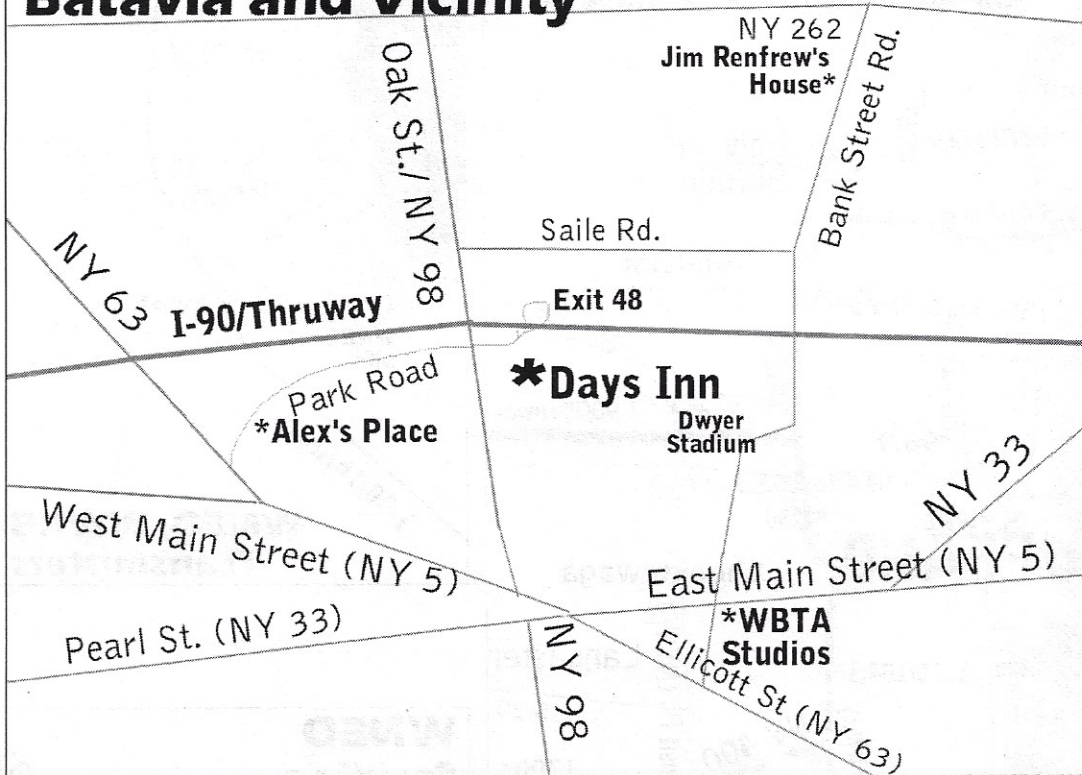 Batavia and Vicinity
NY 262
Jim Renfrew's
House*
Bank Street Rd.
Oak St./ NY 98
Saile Rd.
NY 63
I-90/Thruway
Exit 48
Park Road
*Alex's Place
*Days Inn
Dwyer
Stadium
NY 33
West Main Street (NY 5)
East Main Street (NY 5)
Pearl St. (NY 33)
*WBTA
Studios
NY 98
Ellicott St (NY 63)